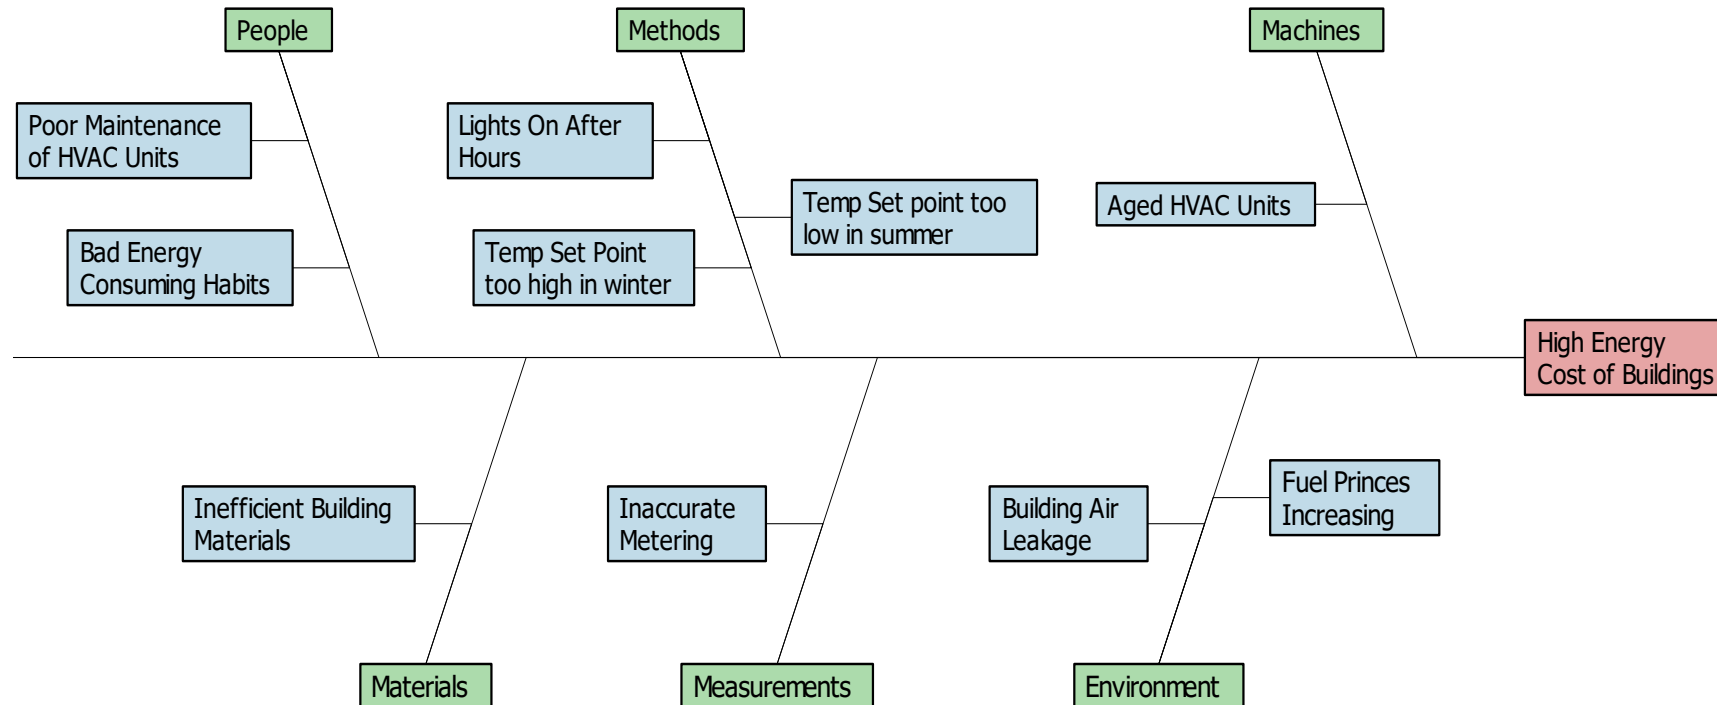 People
Methods
Machines
Poor Maintenance
of HVAC Units
Lights On After
Hours
Temp Set point too
low in summer
Aged HVAC Units
Bad Energy
Consuming Habits
Temp Set Point
too high in winter
High Energy
Cost of Buildings
Inefficient Building
Materials
Inaccurate
Metering
Building Air
Leakage
Fuel Princes
Increasing
Materials
Measurements
Environment